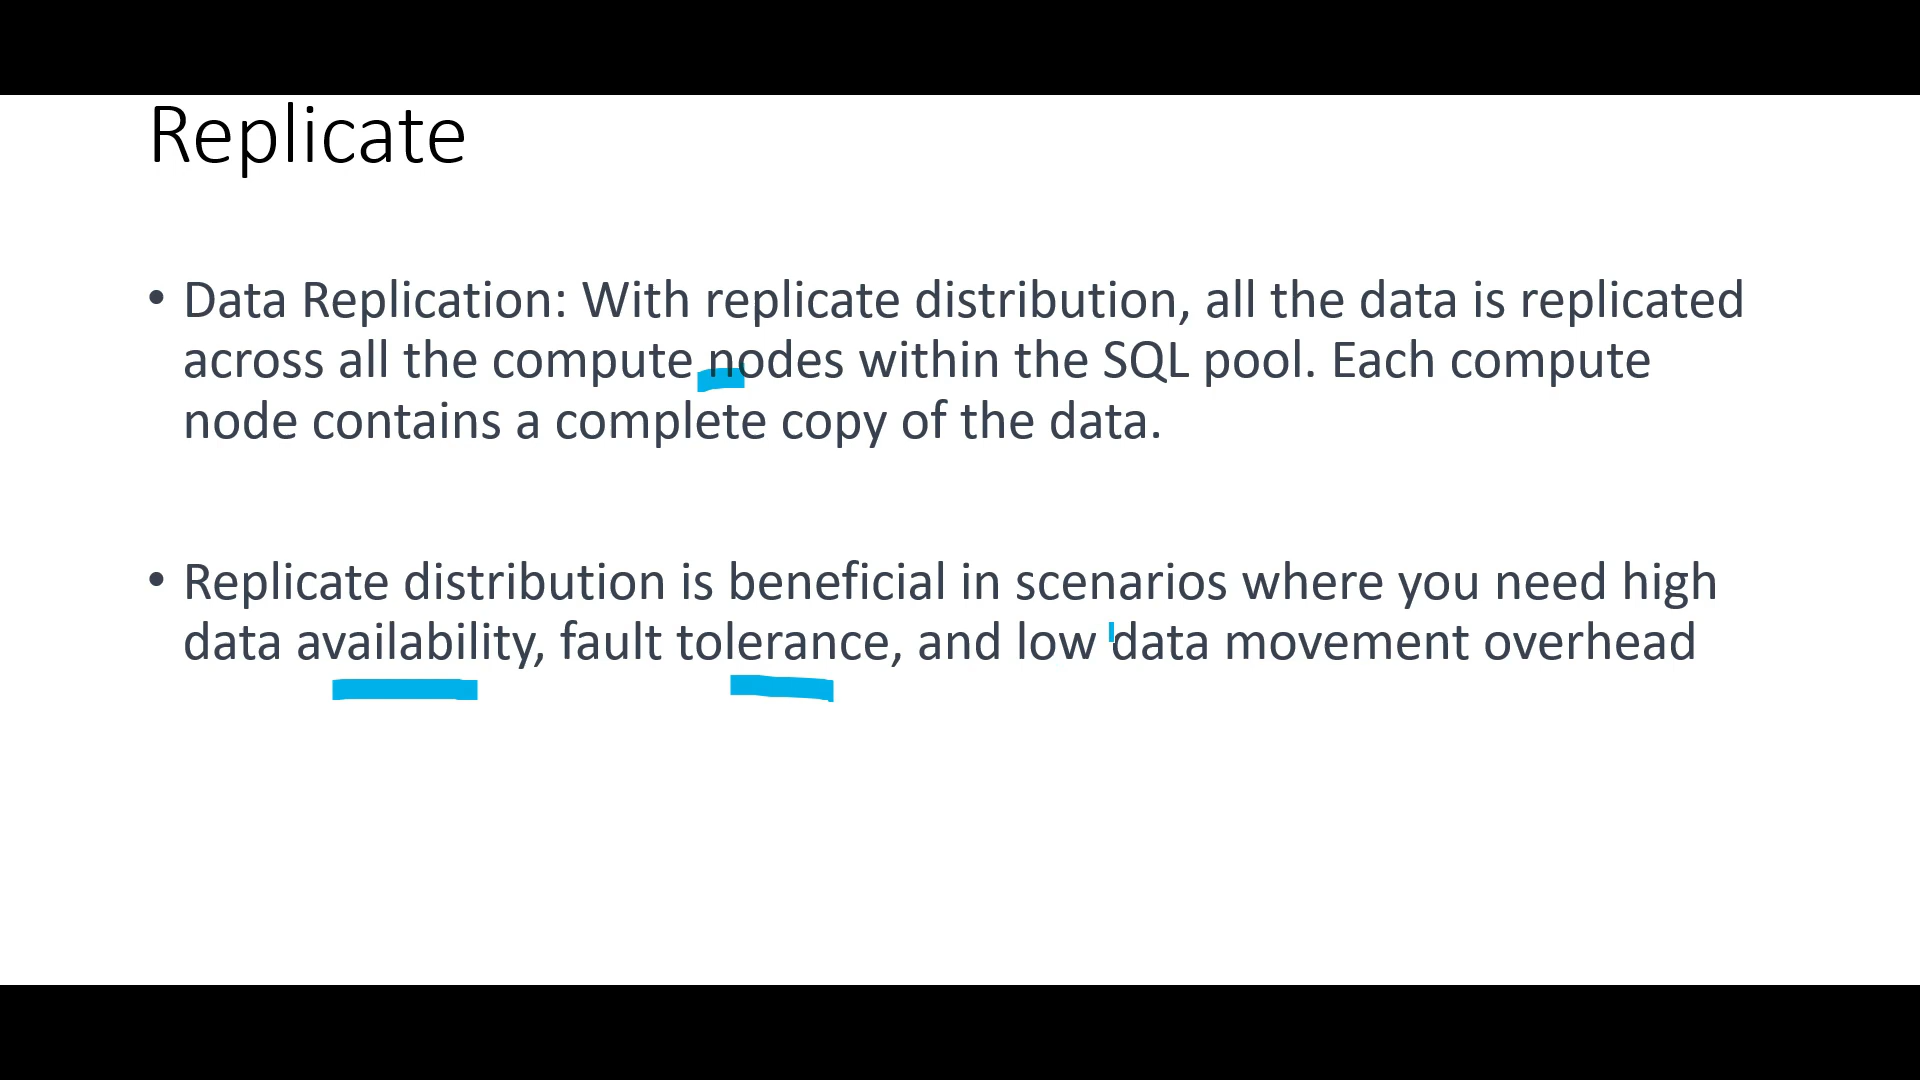 Replicate
• Data Replication: With replicate distribution, all the data is replicated
across all the compute nodes within the SQL pool. Each compute
node contains a complete copy of the data.
• Replicate distribution is beneficial in scenarios where you need high
data availability, fault tolerance, and low data movement overhead